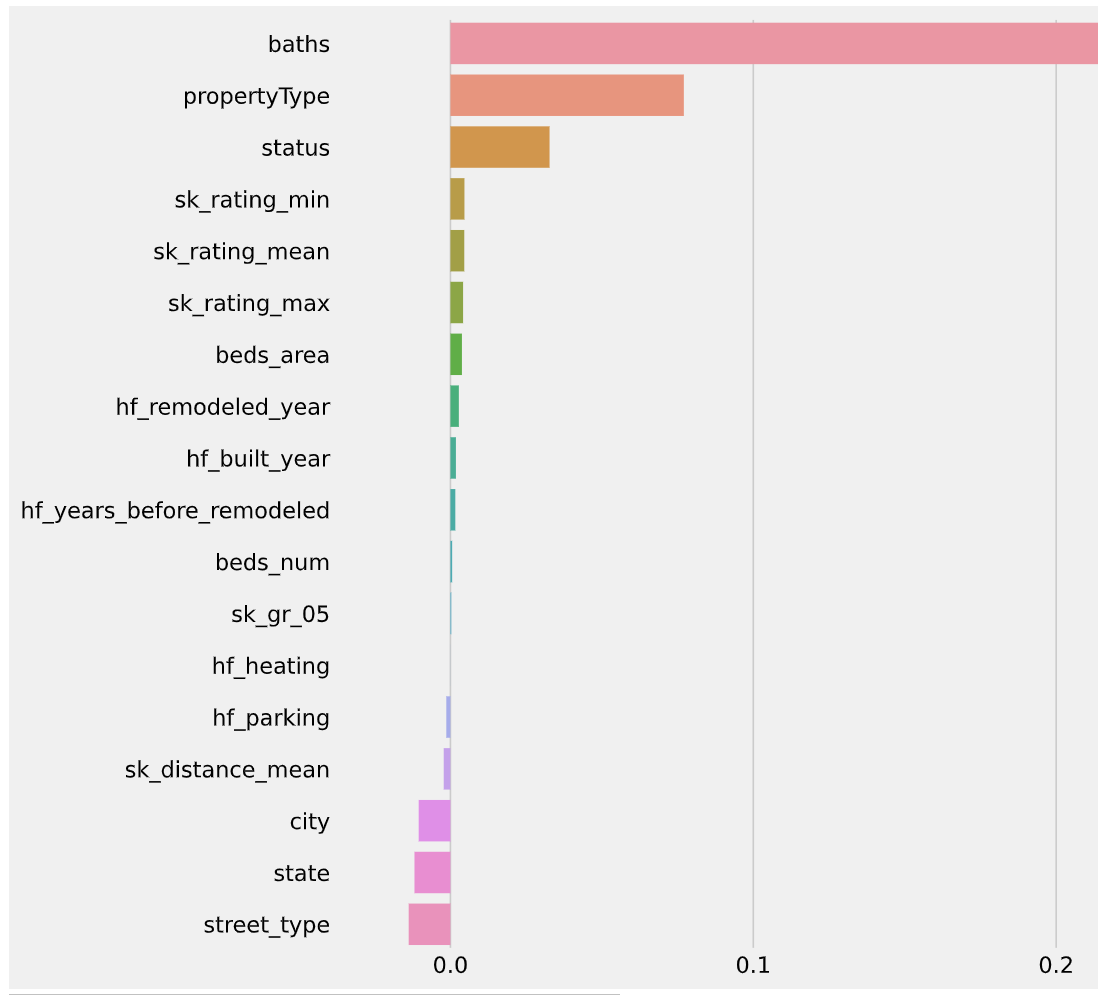 baths
propertyType
status
sk_rating_min
sk_rating_mean
sk_rating_max
beds_area
hf_remodeled_year
hf_built_year
hf_years_before_remodeled
beds_num
sk_gr_05
hf_heating
hf_parking
sk_distance_mean
city
state
street_type
0.0 0.1 0.2